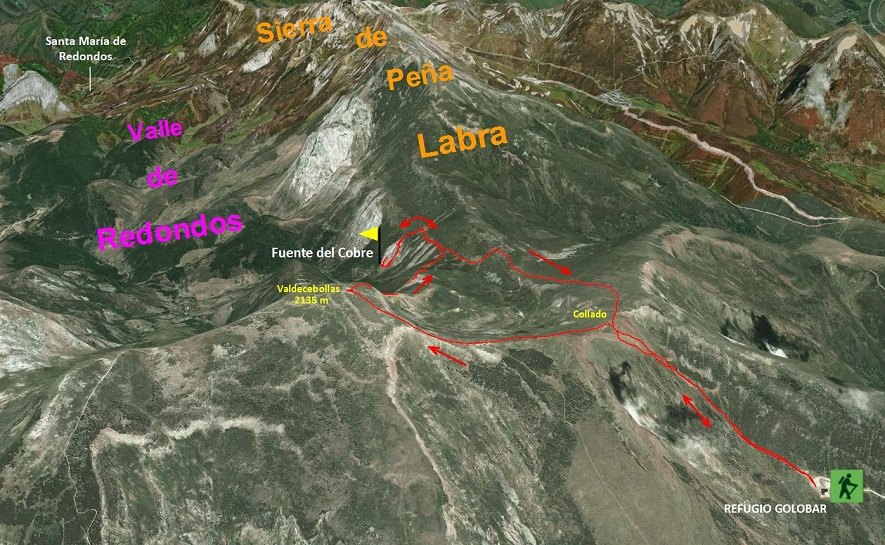 Sierra de
Peña
Labra
Santa María de
Redondos
Valle
de
Redondos
Fuente del Cobre
Valdecebollas
2135 m
Collado
REFUGIO GOLOBAR